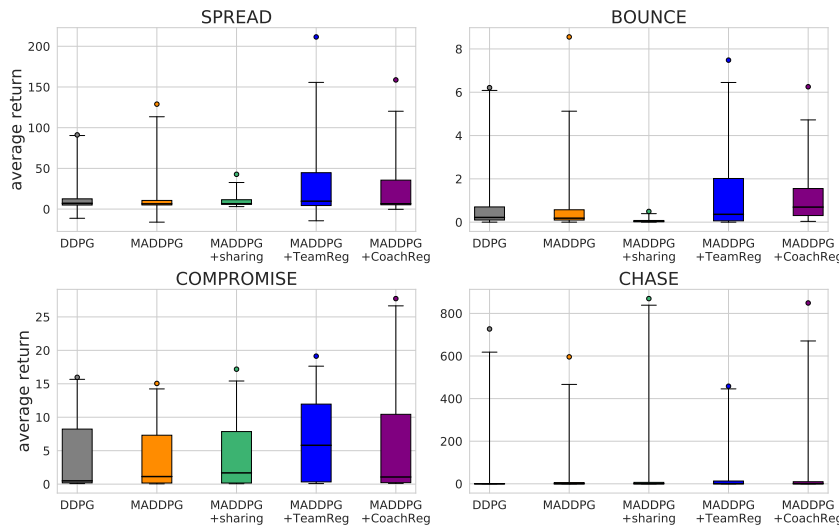 SPREAD
average return
200
150
100
50
0
DDPG
MADDPG
MADDPG
+sharing
MADDPG
+TeamReg
MADDPG
+CoachReg
BOUNCE
8
6
4
2
0
DDPG
MADDPG
MADDPG
+sharing
MADDPG
+TeamReg
MADDPG
+CoachReg
COMPROMISE
average return
25
20
15
10
5
0
DDPG
MADDPG
MADDPG
+sharing
MADDPG
+TeamReg
MADDPG
+CoachReg
CHASE
800
600
400
200
0
DDPG
MADDPG
MADDPG
+sharing
MADDPG
+TeamReg
MADDPG
+CoachReg